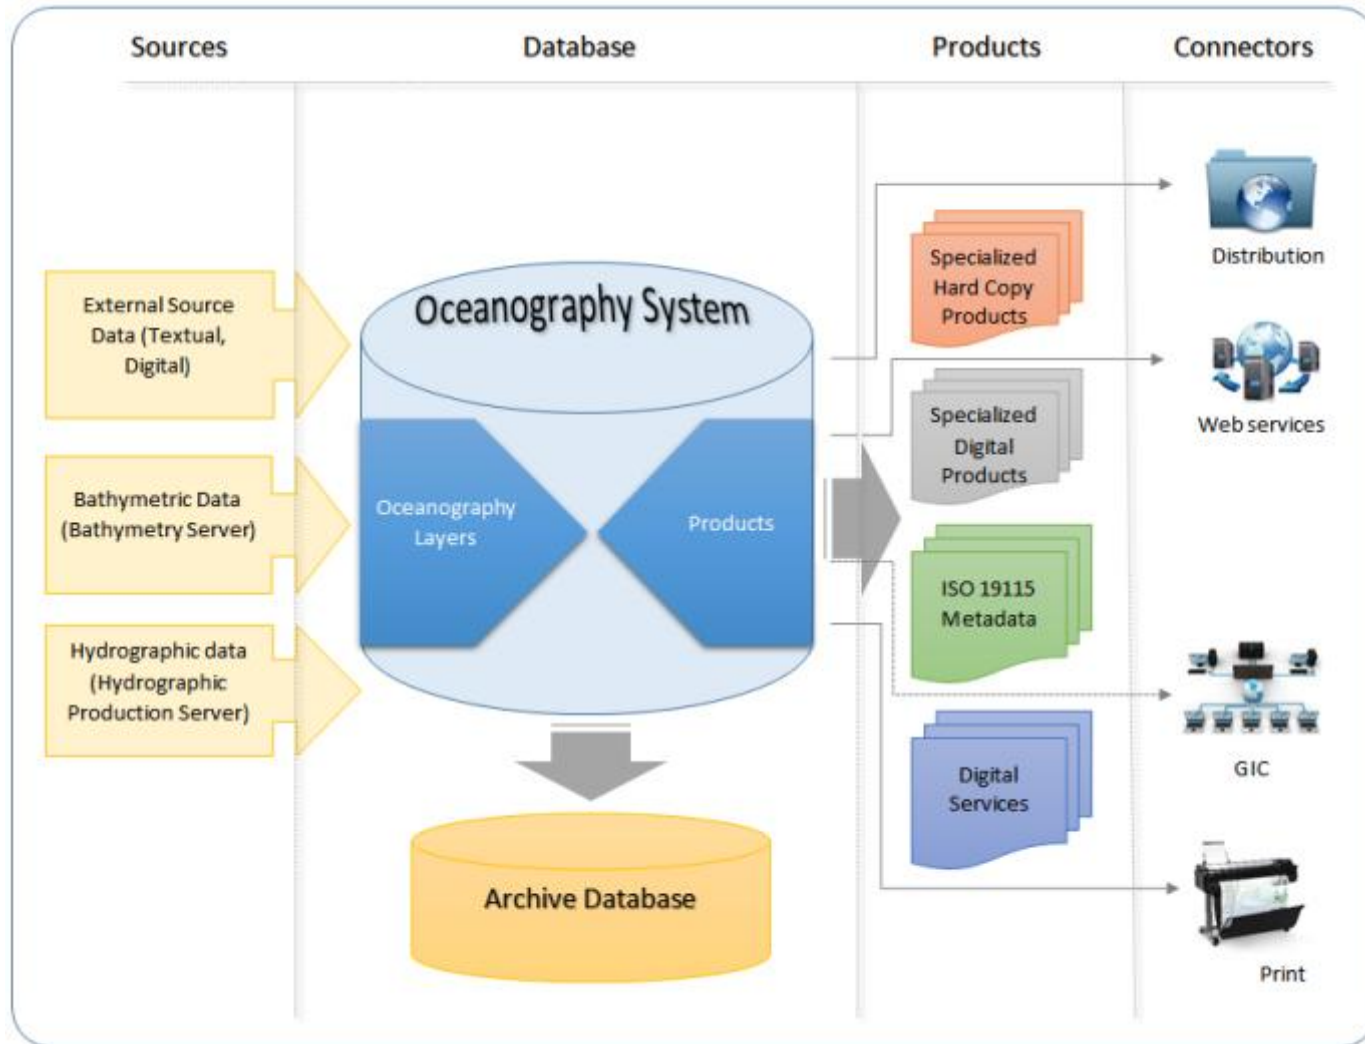 Sources
Database
Products
Connectors
External Source
Data (Textual,
Digital)
Bathymetric Data
(Bathymetry Server)
Hydrographic data
(Hydrographic
Production Server)
Oceanography System
Oceanography
Layers
Products
Archive Database
Specialized
Hard Copy
Products
Specialized
Digital
Products
ISO 19115
Metadata
Digital
Services
Distribution
Web services
GIC
Print